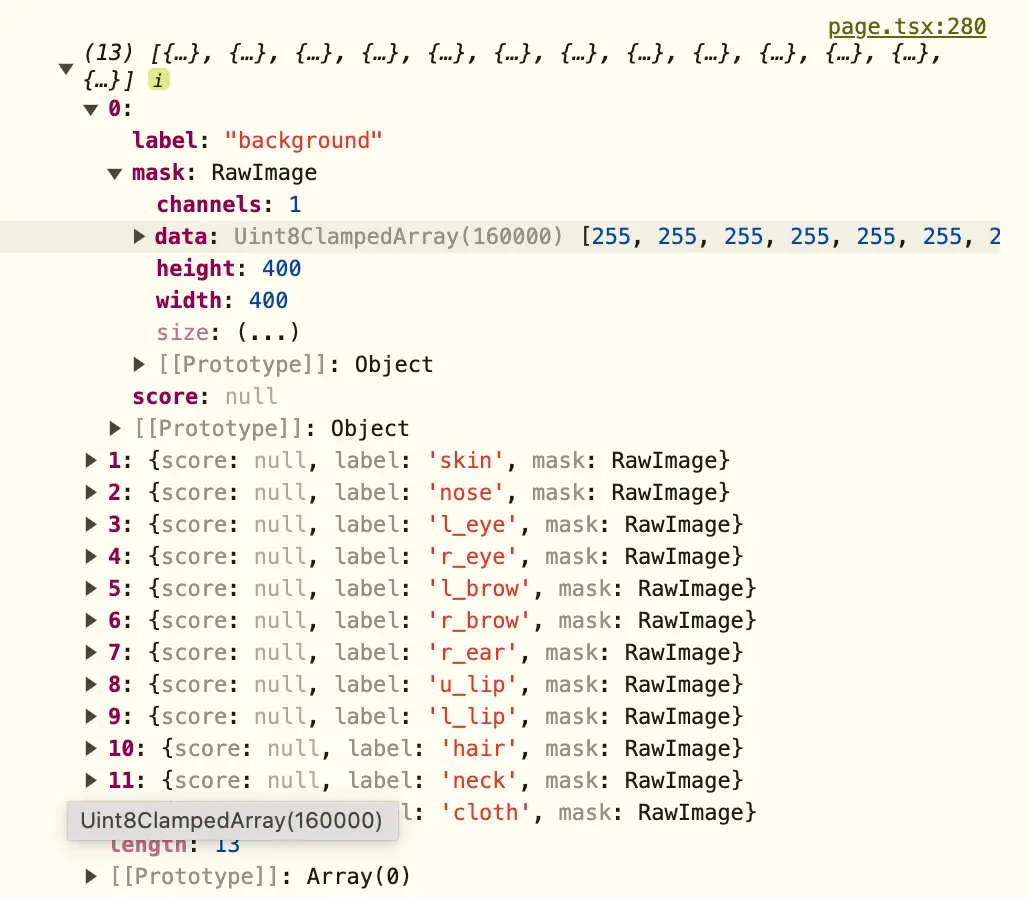 page.tsx:280
(13) [{…}, {…}, {…}, {…}, {…}, {…}, {…}, {…}, {…}, {…}, {…}, {…},
{…}] i
0:
label: "background"
mask: RawImage
channels: 1
data: Uint8ClampedArray(160000) [255, 255, 255, 255, 255, 255, 2
height: 400
width: 400
size: (...)
[[Prototype]]: Object
score: null
[[Prototype]]: Object
1: {score: null, label: 'skin', mask: RawImage}
2: {score: null, label: 'nose', mask: RawImage}
3: {score: null, label: 'l_eye', mask: RawImage}
4: {score: null, label: 'r_eye', mask: RawImage}
5: {score: null, label: 'l_brow', mask: RawImage}
6: {score: null, label: 'r_brow', mask: RawImage}
7: {score: null, label: 'r_ear', mask: RawImage}
8: {score: null, label: 'u_lip', mask: RawImage}
9: {score: null, label: 'l_lip', mask: RawImage}
10: {score: null, label: 'hair', mask: RawImage}
11: {score: null, label: 'neck', mask: RawImage}
l: 'cloth', mask: RawImage}
Uint8ClampedArray(160000)
length: 13
[[Prototype]]: Array(0)